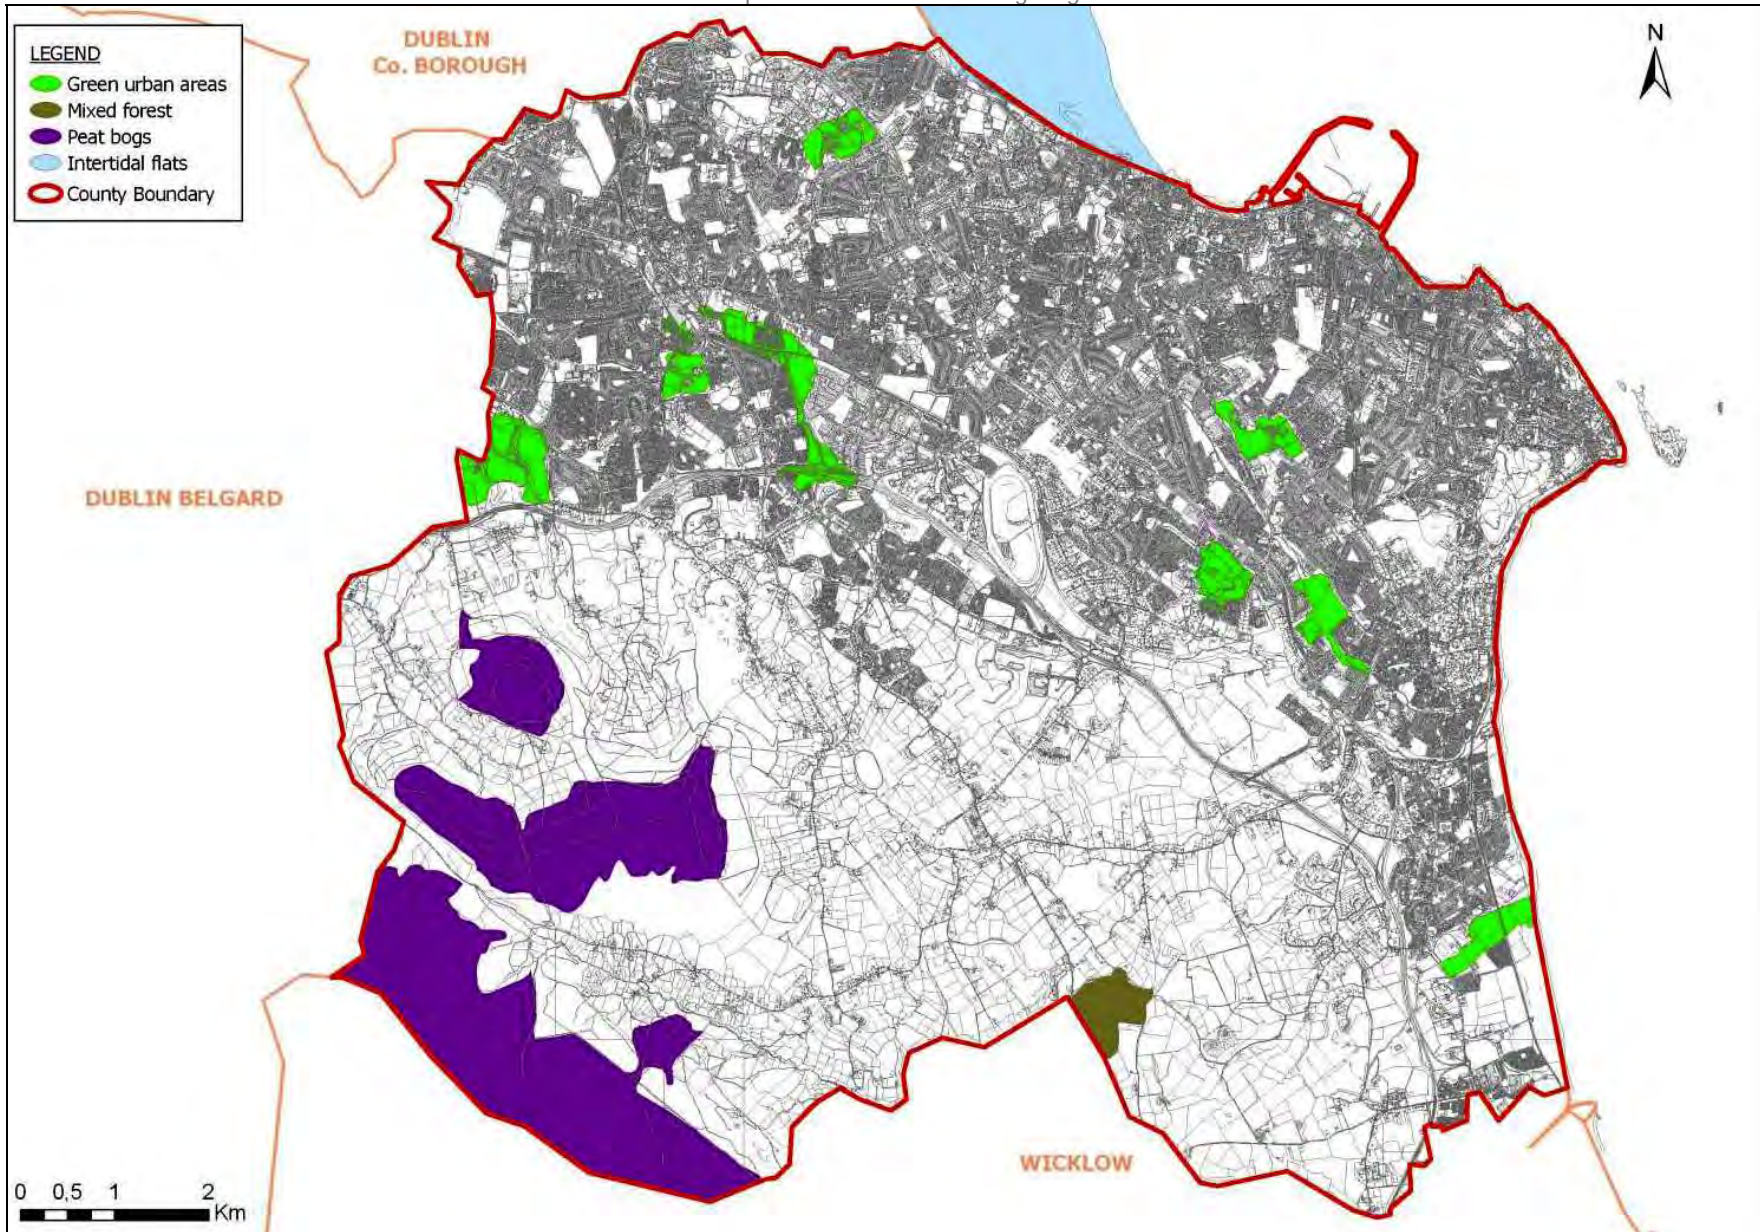 LEGEND
Green urban areas
Mixed forest
Peat bogs
Intertidal flats
County Boundary
DUBLIN
Co. BOROUGH
N
DUBLIN BELGARD
WICKLOW
0 0,5 1 2
Km